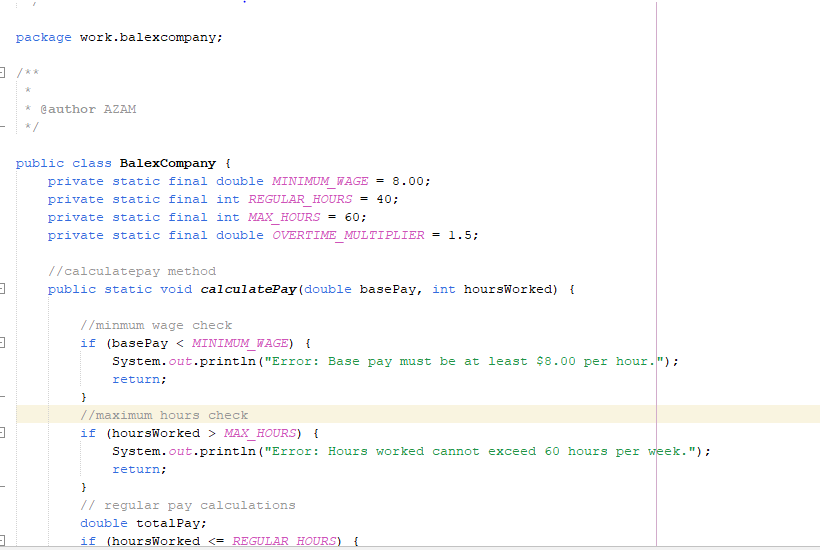 package work.balexcompany;
/**
*
* @author AZAM
*/
public class BalexCompany {
private static final double MINIMUM_WAGE = 8.00;
private static final int REGULAR_HOURS = 40;
private static final int MAX_HOURS = 60;
private static final double OVERTIME_MULTIPLIER = 1.5;
//calculatepay method
public static void calculatePay(double basePay, int hoursWorked) {
//minmum wage check
if (basePay < MINIMUM_WAGE) {
System.out.println("Error: Base pay must be at least $8.00 per hour.");
return;
}
//maximum hours check
if (hoursWorked > MAX_HOURS) {
System.out.println("Error: Hours worked cannot exceed 60 hours per week.");
return;
}
// regular pay calculations
double totalPay;
if (hoursWorked <= REGULAR_HOURS) {